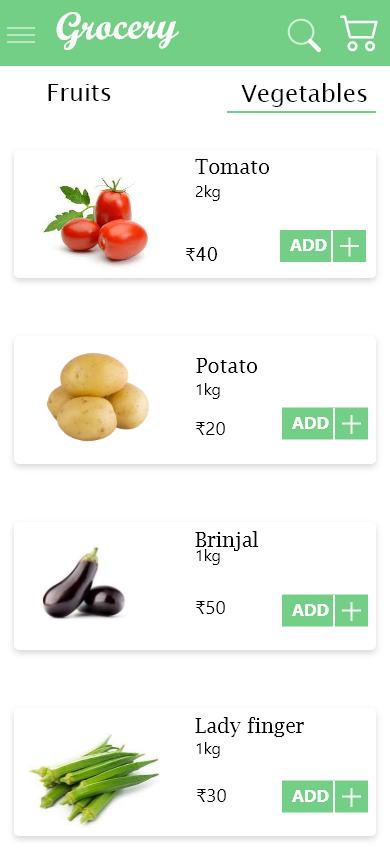 Grocery
Fruits Vegetables
Tomato
2kg
₹40 ADD
Potato
1kg
₹20 ADD
Brinjal
1kg
₹50 ADD
Lady finger
1kg
₹30 ADD